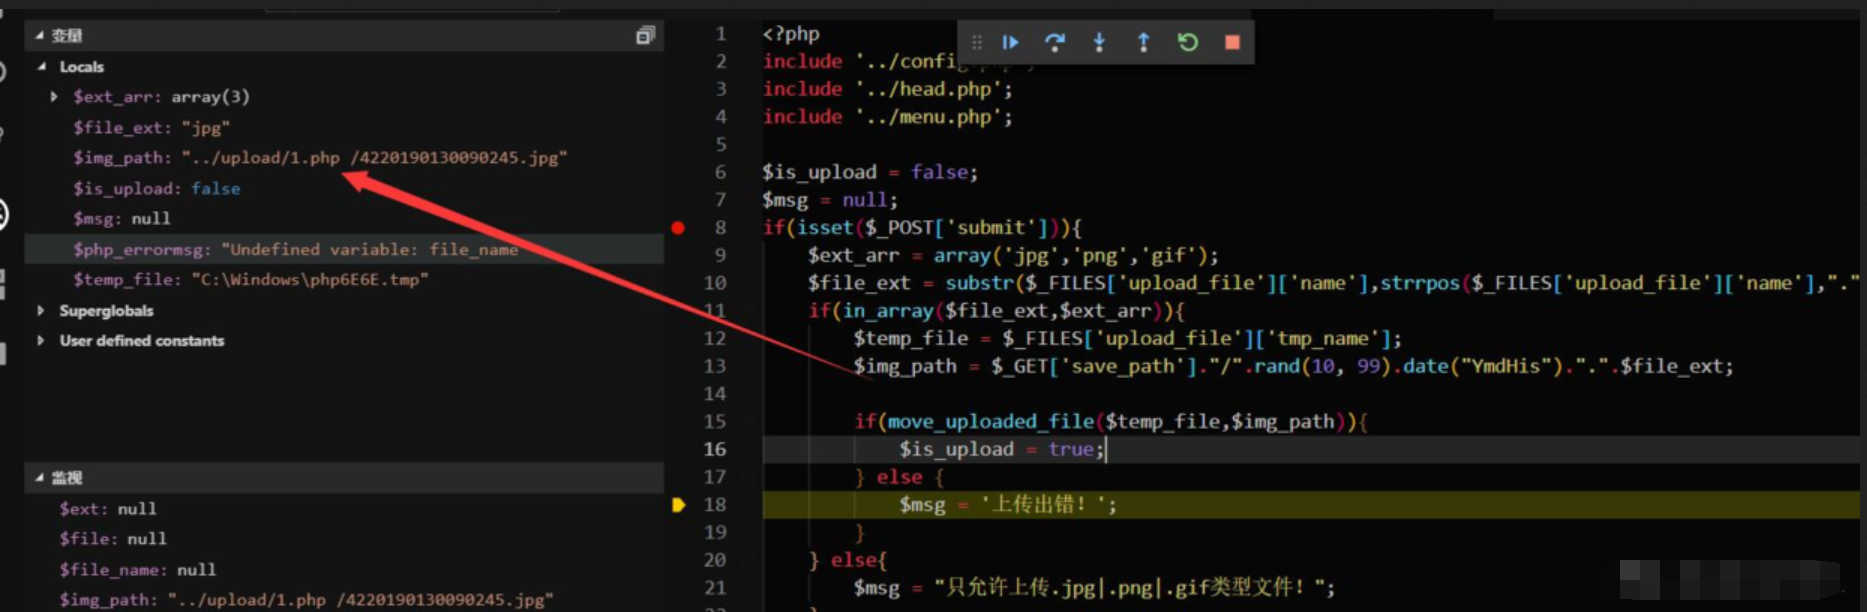 变量
Locals
$ext_arr: array(3)
$file_ext: "jpg"
$img_path: "../upload/1.php /4220190130090245.jpg"
$is_upload: false
$msg: null
$php_errormsg: "Undefined variable: file_name
$temp_file: "C:\Windows\php6E6E.tmp"
Superglobals
User defined constants
监视
$ext: null
$file: null
$file_name: null
$img_path: "../upload/1.php /4220190130090245.jpg"
1 <?php
2 include '../config
3 include '../head.php';
4 include '../menu.php';
5
6 $is_upload = false;
7 $msg = null;
8 if(isset($_POST['submit'])){
9 $ext_arr = array('jpg','png','gif');
10 $file_ext = substr($_FILES['upload_file']['name'],strrpos($_FILES['upload_file']['name'],"."
11 if(in_array($file_ext,$ext_arr)){
12 $temp_file = $_FILES['upload_file']['tmp_name'];
13 $img_path = $_GET['save_path']."/".rand(10, 99).date("YmdHis").".".$file_ext;
14
15 if(move_uploaded_file($temp_file,$img_path)){
16 $is_upload = true;
17 } else {
18 $msg = '上传出错！';
19 }
20 } else{
21 $msg = "只允许上传.jpg|.png|.gif类型文件！";